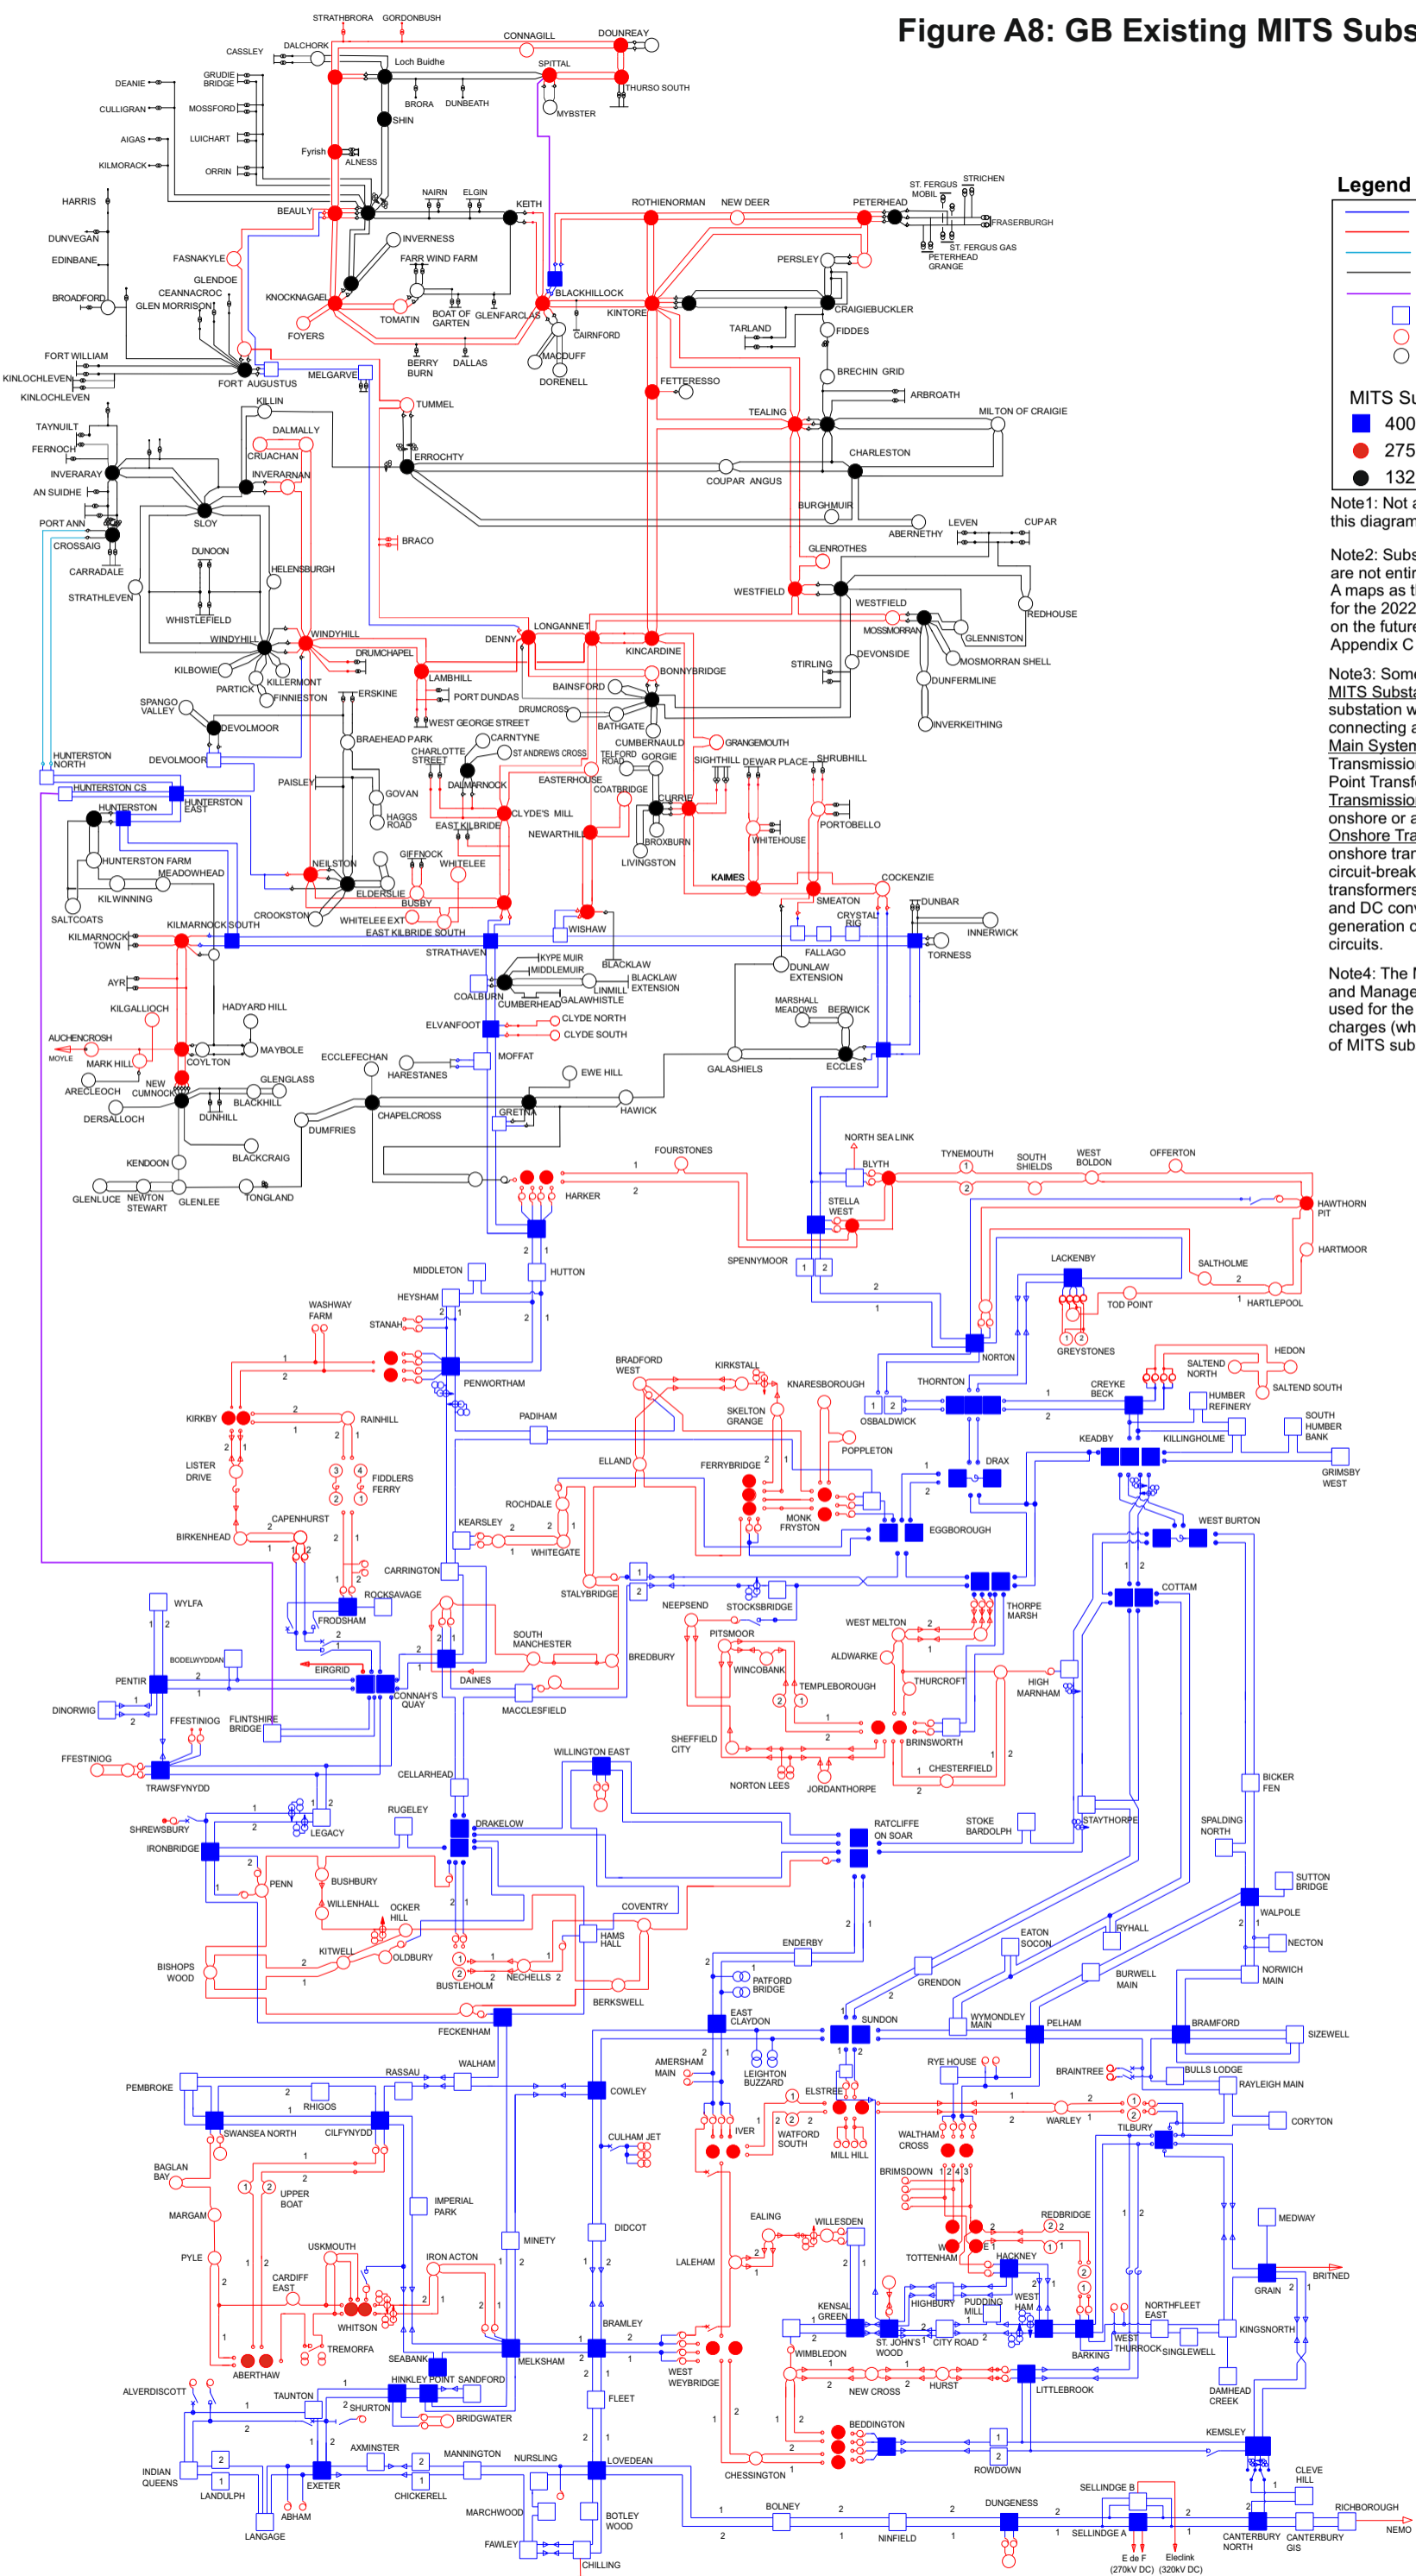 Figure A8: GB Existing MITS Subs
STRATHBRORA GORDONBUSH
CONNAGILL
DOUNREAY
CASSLEY
DALCHORK
Loch Buidhe
SPITTAL
DEANIE
GRUDIE
BRIDGE
THURSO SOUTH
CULLIGRAN
MOSSFORD
BRORA
DUNBEATH
MYBSTER
SHIN
AIGAS
LUICHART
Fyrish
ALNESS
KILMORACK
ORRIN
HARRIS
BEAULY
NAIRN
ELGIN
KEITH
ROTHIENORMAN
NEW DEER
PETERHEAD
ST. FERGUS
MOBIL
STRICHEN
FRASERBURGH
ST. FERGUS GAS
PETERHEAD
GRANGE
DUNVEGAN
EDINBANE
INVERNESS
FARR WIND FARM
FASNAKYLE
GLENDOE
CEANNACROC
GLEN MORRISON
PERSLEY
BROADFORD
KNOCKNAGAEL
FOYERS
TOMATIN
BOAT OF
GARTEN
GLENFARCLAS
BLACKHILLOCK
CAIRNFORD
KINTORE
CRAIGIEBUCKLER
TARLAND
FIDDES
FORT WILLIAM
KINLOCHLEVEN
KINLOCHLEVEN
FORT AUGUSTUS
MELGARVE
BERRY
BURN
DALLAS
MACDUFF
DORENELL
FETTERESSO
BRECHIN GRID
ARBROATH
KILLIN
TUMMEL
TEALING
MILTON OF CRAIGIE
TAYNUILT
FERNOCH
DALMALLY
CRUACHAN
ERROCHTY
COUPAR ANGUS
CHARLESTON
INVERARAY
INVERARNAN
AN SUIDHE
PORT ANN
SLOY
BURGHMUIR
ABERNETHY
LEVEN
CUPAR
CROSSAIG
CARRADALE
DUNOON
HELENSBURGH
BRACO
GLENROTHES
STRATHLEVEN
WHISTLEFIELD
WESTFIELD
WESTFIELD
REDHOUSE
MOSSMORRAN
GLENNISTON
WINDYHILL
WINDYHILL
DENNY
LONGANNET
KINCARDINE
DRUMCHAPEL
KILBOWIE
PARTICK
KILLERMONT
FINNIESTON
LAMBHILL
PORT DUNDAS
BONNYBRIDGE
BAINSFORD
STIRLING
DEVONSIDE
MOSMORRAN SHELL
DUNFERMLINE
SPANGO
VALLEY
ERSKINE
WEST GEORGE STREET
DRUMCROSS
BATHGATE
CUMBERNAULD
INVERKEITHING
DEVOLMOOR
BRAEHEAD PARK
CHARLOTTE
STREET
CARNTYNE
ST ANDREWS CROSS
TELFORD
ROAD
GORGIE
GRANGEMOUTH
SIGHTHILL
DEWAR PLACE
SHRUBHILL
HUNTERSTON
NORTH
DEVOLMOOR
DALMARNOCK
EASTERHOUSE
COATBRIDGE
HUNTERSTON CS
HUNTERSTON
EAST
HUNTERSTON
PAISLEY
GOVAN
HAGGS
ROAD
EAST KILBRIDE
CLYDE'S MILL
NEWARTHILL
CURRIE
BROXBURN
LIVINGSTON
WHITEHOUSE
PORTOBELLO
HUNTERSTON FARM
MEADOWHEAD
KILWINNING
SALTCOATS
NEILSTON
ELDERSLIE
CROOKSTON
GIFFNOCK
WHITELEE
BUSBY
WHITELEE EXT
EAST KILBRIDE SOUTH
KAIMES
SMEATON
COCKENZIE
CRYSTAL
RIG
DUNBAR
INNERWICK
WISHAW
KILMARNOCK SOUTH
KILMARNOCK
TOWN
STRATHAVEN
FALLAGO
TORNESS
BLACKLAW
KYPE MUIR
MIDDLEMUIR
BLACKLAW
EXTENSION
DUNLAW
EXTENSION
AYR
KILGALLIOCH
HADYARD HILL
COALBURN
CUMBERHEAD
LINMILL
GALAWHISTLE
ELVANFOOT
CLYDE NORTH
CLYDE SOUTH
MARSHALL
MEADOWS
BERWICK
AUCHENCROSH
MOYLE
MARK HILL
COYLTON
MAYBOLE
ECCLEFECHAN
MOFFAT
GALASHIELS
ECCLES
ARECLEOCH
NEW
CUMNOCK
GLENGLASS
BLACKHILL
HARESTANES
EWE HILL
DERSALLOCH
DUNHILL
DUMFRIES
CHAPELCROSS
GRETNA
HAWICK
KENDOON
BLACKCRAIG
GLENLUCE
NEWTON
STEWART
GLENLEE
TONGLAND
HARKER
FOURSTONES
NORTH SEA LINK
BLYTH
TYNEMOUTH
SOUTH
SHIELDS
WEST
BOLDON
OFFERTON
STELLA
WEST
HAWTHORN
PIT
HARTMOOR
SPENNYMOOR
LACKENBY
SALTHOLME
TOD POINT
HARTLEPOOL
GREYSTONES
MIDDLETON
HUTTON
HEYSHAM
WASHWAY
FARM
STANAH
PENWORTHAM
NORTON
BRADFORD
WEST
KIRKSTALL
KNARESBOROUGH
THORNTON
CREYKE
BECK
HEDON
SALTEND
NORTH
SALTEND SOUTH
HUMBER
REFINERY
SKELTON
GRANGE
OSBALDWICK
KIRKBY
RAINHILL
PADIHAM
POPPLETON
KEADBY
KILLINGHOLME
SOUTH
HUMBER
BANK
GRIMSBY
WEST
LISTER
DRIVE
FIDDLERS
FERRY
ELLAND
FERRYBRIDGE
DRAX
ROCHDALE
MONK
FRYSTON
EGGBOROUGH
WEST BURTON
BIRKENHEAD
CAPENHURST
KEARSLEY
WHITEGATE
CARRINGTON
STALYBRIDGE
STOCKSBRIDGE
THORPE
MARSH
COTTAM
WYLFA
FRODSHAM
ROCKSAVAGE
NEEPSEND
PITSMOOR
WEST MELTON
BODELWYDDAN
SOUTH
MANCHESTER
BREDBURY
WINCOBANK
ALDWARKE
THURCROFT
HIGH
MARNHAM
PENTIR
EIRGRID
CONNAH'S
QUAY
DAINES
MACCLESFIELD
TEMPLEBOROUGH
DINORWIG
FFESTINIOG
FLINTSHIRE
BRIDGE
SHEFFIELD
CITY
BRINSWORTH
FFESTINIOG
TRAWSFYNYDD
CELLARHEAD
WILLINGTON EAST
NORTON LEES
JORDANTHORPE
CHESTERFIELD
BICKER
FEN
SHREWSBURY
LEGACY
RUGELEY
DRAKELOW
RATCLIFFE
ON SOAR
STOKE
BARDOLPH
STAYTHORPE
SPALDING
NORTH
IRONBRIDGE
PENN
BUSHBURY
WILLENHALL
OCKER
HILL
COVENTRY
SUTTON
BRIDGE
WALPOLE
BISHOPS
WOOD
KITWELL
OLDBURY
BUSTLEHOLM
NECHELLS
HAMS
HALL
BERKSWELL
ENDERBY
PATFORD
BRIDGE
EATON
SOCON
RYHALL
NECTON
GRENDON
BURWELL
MAIN
NORWICH
MAIN
FECKENHAM
EAST
CLAYDON
SUNDON
WYMONDLEY
MAIN
PELHAM
BRAMFORD
SIZEWELL
PEMBROKE
RASSAU
WALHAM
RHIGOS
COWLEY
AMERSHAM
MAIN
LEIGHTON
BUZZARD
RYE HOUSE
BRAINTREE
BULLS LODGE
RAYLEIGH MAIN
SWANSEA NORTH
CILFYNYDD
CULHAM JET
IVER
ELSTREE
WATFORD
SOUTH
MILL HILL
WALTHAM
CROSS
WARLEY
TILBURY
CORYTON
BAGLAN
BAY
UPPER
BOAT
IMPERIAL
PARK
BRIMSDOWN
MARGAM
MINETY
DIDCOT
EALING
WILLESDEN
REDBRIDGE
MEDWAY
PYLE
USKMOUTH
CARDIFF
EAST
IRON ACTON
LALEHAM
TOTTENHAM
HACKNEY
GRAIN
BRITNED
WHITSON
BRAMLEY
KENSAL
GREEN
HIGHBURY
PUDDING
MILL
WEST
HAM
NORTHFLEET
EAST
KINGSNORTH
ABERTHAW
TREMORFA
SEABANK
MELKSHAM
WEST
WEYBRIDGE
WIMBLEDON
ST. JOHN'S
WOOD
CITY ROAD
BARKING
WEST
THURROCK
SINGLEWELL
ALVERDISCOTT
TAUNTON
HINKLEY POINT
SANDFORD
FLEET
NEW CROSS
HURST
LITTLEBROOK
DAMHEAD
CREEK
SHURTON
BRIDGWATER
BEDDINGTON
KEMSLEY
INDIAN
QUEENS
LANDULPH
AXMINSTER
MANNINGTON
NURSLING
LOVEDEAN
CHESSINGTON
ROWDOWN
CLEVE
HILL
LANGAGE
ABHAM
EXETER
CHICKERELL
MARCHWOOD
BOTLEY
WOOD
BOLNEY
NINFIELD
DUNGENESS
SELLINDGE B
SELLINDGE A
CANTERBURY
NORTH
CANTERBURY
GIS
RICHBOROUGH
NEMO
FAWLEY
CHILLING
E de F
(270kV DC)
Eleclink
(320kV DC)
Legend
MITS Su
400
275
132
Note1: Not a
this diagram
Note2: Subs
are not entir
A maps as th
for the 2022
on the future
Appendix C
Note3: Some
MITS Substa
substation w
connecting a
Main System
Transmission
Point Transfo
Transmission
onshore or a
Onshore Tra
onshore tran
circuit-break
transformers
and DC conv
generation c
circuits.
Note4: The M
and Manage
used for the
charges (wh
of MITS sub